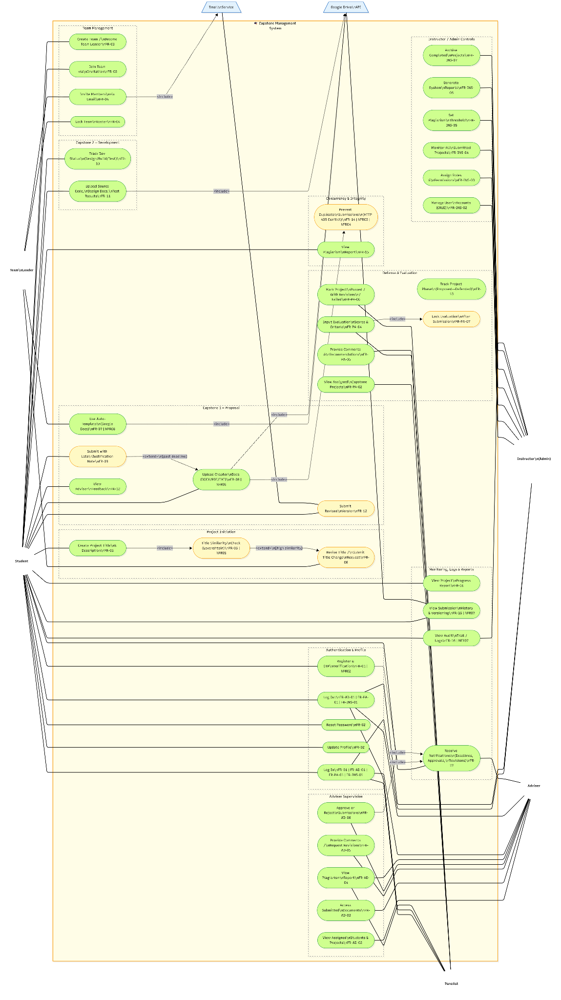 Email\nService
Google Drive\nAPI
Capstone Management
System
Team Management
Create Team /\nBecome
Team Leader\nFR-03
Join Team
via\nInvitation\nFR-03
Invite Members\nvia
Email\nFR-04
«include»
Lock Team\nRoster\nFR-04
Capstone 2 — Development
Track Dev
Status\n(Design/Build/Test)\nFR-
10
Upload Source
Code,\nDesign Docs,\nTest
Results\nFR-11
«include»
Instructor / Admin Controls
Archive
Completed\nProjects\nFR-
INS-07
Generate
System\nReports\nFR-INS-
06
Set
Plagiarism\nThreshold\nFR-
INS-05
Monitor All\nSubmitted
Projects\nFR-INS-04
Assign Roles
&\nPermissions\nFR-INS-03
Manage User\nAccounts
(CRUD)\nFR-INS-02
Concurrency & Integrity
Prevent
Duplicate\nSubmissions\n(HTTP
409 Conflict)\nFR-14 | NFR03 |
NFR04
View
Plagiarism\nReport\nFR-15
Team\nLeader
Defense & Evaluation
Mark Project\nPassed /
With Revisions\n/
Failed\nFR-PA-06
Track Project
Phase\n(Proposed—Defended)\nFR-
13
Input Evaluation\nScores &
Criteria\nFR-PA-04
«include»
Lock Evaluation\nAfter
Submission\nFR-PA-07
Provide Comments
&\nRecommendations\nFR-
PA-05
View Assigned\nCapstone
Projects\nFR-PA-02
Capstone 1 — Proposal
Use Auto-
Template\n(Google
Docs)\nFR-07 | NFR08
«include»
«include»
Submit with
Late\nJustification
Note\nFR-09
«extend»\n[past deadline]
Upload Chapter\nDocs
(DOCX/PDF/TXT)\nFR-08 |
NFR06
«include»
View
Adviser\nFeedback\nFR-12
Submit
Revised\nVersion\nFR-12
Instructor\n(Admin)
Project Initiation
Create Project Title\n&
Description\nFR-05
«include»
Title Similarity\nCheck
(Levenshtein)\nFR-05 |
NFR05
«extend»\n[high similarity]
Revise Title /\nSubmit
Title Change\nRequest\nFR-
06
Student
Monitoring, Logs & Reports
View Project\nProgress
Report\nFR-16
View Submission\nHistory
& Versioning\nFR-16 | NFR07
View Audit\nTrail /
Logs\nFR-16 | NFR07
Authentication & Profile
Register &
OTP\nVerification\nFR-01 |
NFR02
Log Out\nFR-AD-01 | FR-PA-
01 | FR-INS-01
Reset Password\nFR-02
Update Profile\nFR-02
Log In\nFR-01 | FR-AD-01 |
FR-PA-01 | FR-INS-01
«include»
«include»
Receive
Notifications\n(Deadlines,
Approvals,\nRevisions)\nFR-
17
Adviser
Adviser Supervision
Approve or
Reject\nSubmissions\nFR-
AD-06
Provide Comments
/\nRequest Revisions\nFR-
AD-05
View
Plagiarism\nReport\nFR-AD-
04
Access
Submitted\nDocuments\nFR-
AD-03
View Assigned\nStudents &
Projects\nFR-AD-02
Panelist